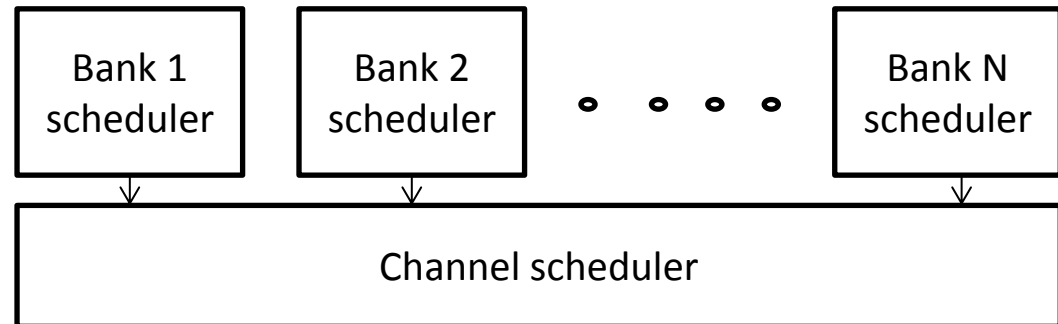 Bank 1
scheduler
Bank 2
scheduler
Bank N
scheduler
Channel scheduler